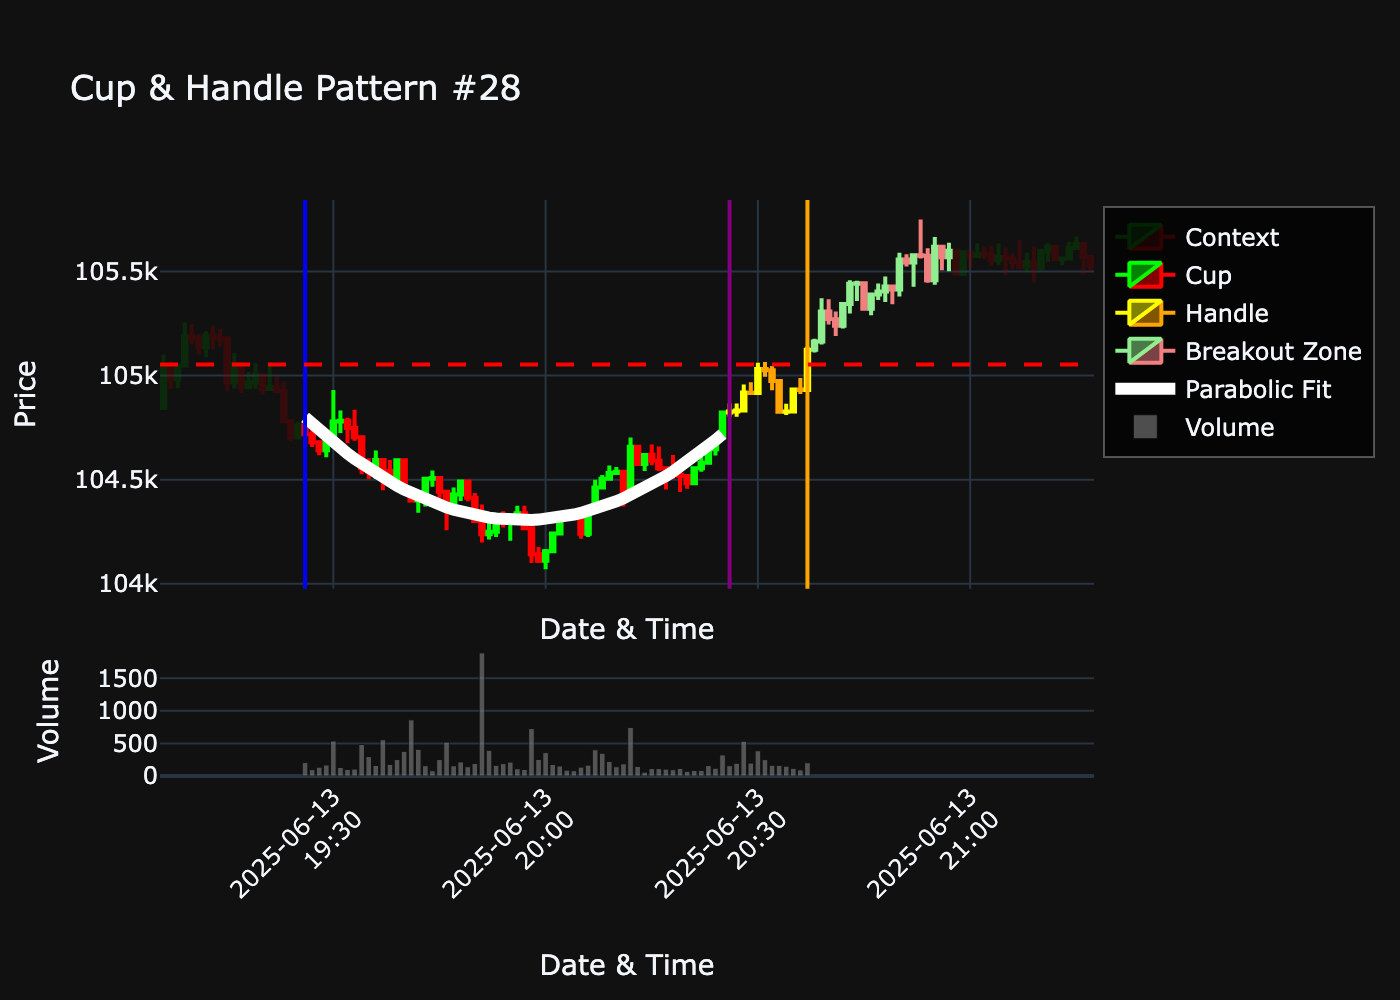 Cup & Handle Pattern #28
Context
Cup
Handle
Breakout Zone
Parabolic Fit
Volume
Price
105.5k
105k
104.5k
104k
Date & Time
Volume
1500
1000
500
0
2025-06-13
19:30
2025-06-13
20:00
2025-06-13
20:30
2025-06-13
21:00
Date & Time